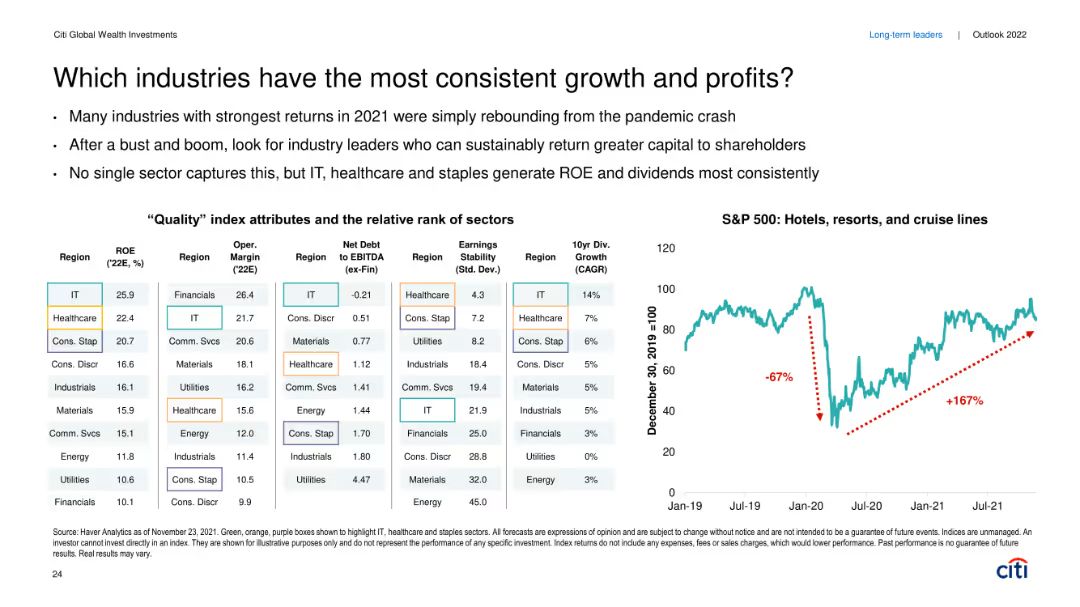 Citi Global Wealth Investments
Long-term leaders | Outlook 2022
Which industries have the most consistent growth and profits?
• Many industries with strongest returns in 2021 were simply rebounding from the pandemic crash
• After a bust and boom, look for industry leaders who can sustainably return greater capital to shareholders
• No single sector captures this, but IT, healthcare and staples generate ROE and dividends most consistently
“Quality” index attributes and the relative rank of sectors
Region ROE ('22E, %)
IT 25.9
Healthcare 22.4
Cons. Stap 20.7
Cons. Discr 16.6
Industrials 16.1
Materials 15.9
Comm. Svcs 15.1
Energy 11.8
Utilities 10.6
Financials 10.1
Region Oper. Margin ('22E)
Financials 26.4
IT 21.7
Comm. Svcs 20.6
Materials 18.1
Utilities 16.2
Healthcare 15.6
Energy 12.0
Industrials 11.4
Cons. Stap 10.5
Cons. Discr 9.9
Region Net Debt to EBITDA (ex-Fin)
IT -0.21
Cons. Discr 0.51
Materials 0.77
Healthcare 1.12
Comm. Svcs 1.41
Energy 1.44
Cons. Stap 1.70
Industrials 1.80
Utilities 4.47
Region Earnings Stability (Std. Dev.)
Healthcare 4.3
Cons. Stap 7.2
Utilities 8.2
Industrials 18.4
Comm. Svcs 19.4
IT 21.9
Financials 25.0
Cons. Discr 28.8
Materials 32.0
Energy 45.0
Region 10yr Div. Growth (CAGR)
IT 14%
Healthcare 7%
Cons. Stap 6%
Cons. Discr 5%
Materials 5%
Industrials 5%
Financials 3%
Utilities 0%
Energy 3%
S&P 500: Hotels, resorts, and cruise lines
December 30, 2019 =100
120
100
80
60
40
20
0
-67%
+167%
Jan-19 Jul-19 Jan-20 Jul-20 Jan-21 Jul-21
Source: Haver Analytics as of November 23, 2021. Green, orange, purple boxes shown to highlight IT, healthcare and staples sectors. All forecasts are expressions of opinion and are subject to change without notice and are not intended to be a guarantee of future events. Indices are unmanaged. An
investor cannot invest directly in an index. They are shown for illustrative purposes only and do not represent the performance of any specific investment. Index returns do not include any expenses, fees or sales charges, which would lower performance. Past performance is no guarantee of future
results. Real results may vary.
24
citi